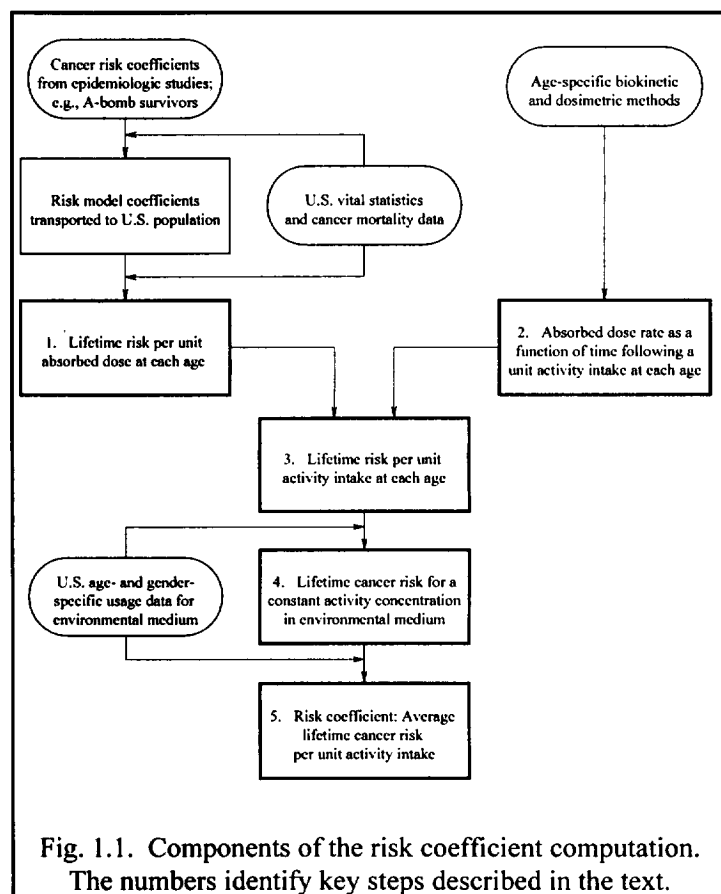 Cancer risk coefficients
from epidemiologic studies;
e.g., A-bomb survivors
Age-specific biokinetic
and dosimetric methods
Risk model coefficients
transported to U.S. population
U.S. vital statistics
and cancer mortality data
1. Lifetime risk per unit
absorbed dose at each age
2. Absorbed dose rate as a
function of time following a
unit activity intake at each age
3. Lifetime risk per unit
activity intake at each age
U.S. age- and gender-
specific usage data for
environmental medium
4. Lifetime cancer risk for a
constant activity concentration
in environmental medium
5. Risk coefficient: Average
lifetime cancer risk
per unit activity intake
Fig. 1.1. Components of the risk coefficient computation.
The numbers identify key steps described in the text.